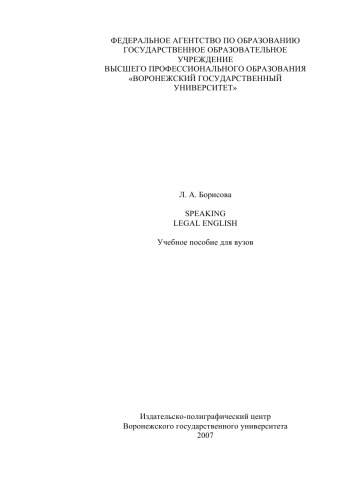 ФЕДЕРАЛЬНОЕ АГЕНТСТВО ПО ОБРАЗОВАНИЮ
ГОСУДАРСТВЕННОЕ ОБРАЗОВАТЕЛЬНОЕ
УЧРЕЖДЕНИЕ
ВЫСШЕГО ПРОФЕССИОНАЛЬНОГО ОБРАЗОВАНИЯ
«ВОРОНЕЖСКИЙ ГОСУДАРСТВЕННЫЙ
УНИВЕРСИТЕТ»
Л. А. Борисова
SPEAKING
LEGAL ENGLISH
Учебное пособие для вузов
Издательско-полиграфический центр
Воронежского государственного университета
2007